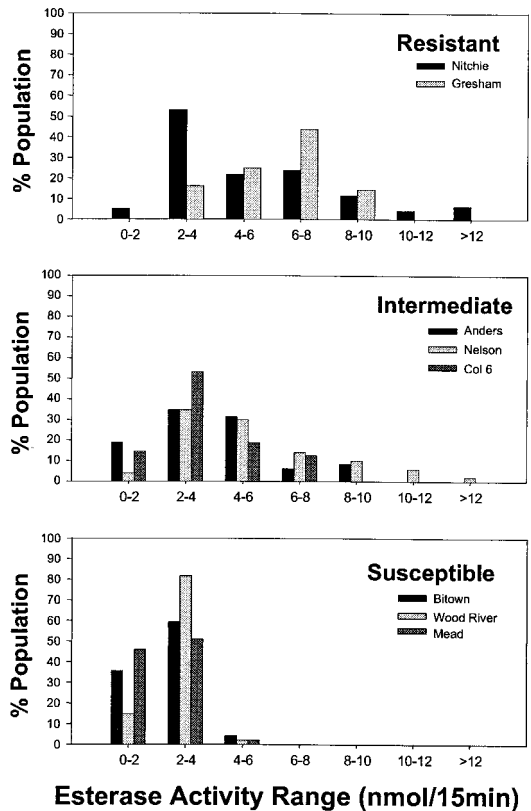 Resistant
Nitchie
Gresham
% Population
100
90
80
70
60
50
40
30
20
10
0
0-2 2-4 4-6 6-8 8-10 10-12 >12
Intermediate
Anders
Nelson
Col 6
% Population
100
90
80
70
60
50
40
30
20
10
0
0-2 2-4 4-6 6-8 8-10 10-12 >12
Susceptible
Bitown
Wood River
Mead
% Population
100
90
80
70
60
50
40
30
20
10
0
0-2 2-4 4-6 6-8 8-10 10-12 >12
Esterase Activity Range (nmol/15min)